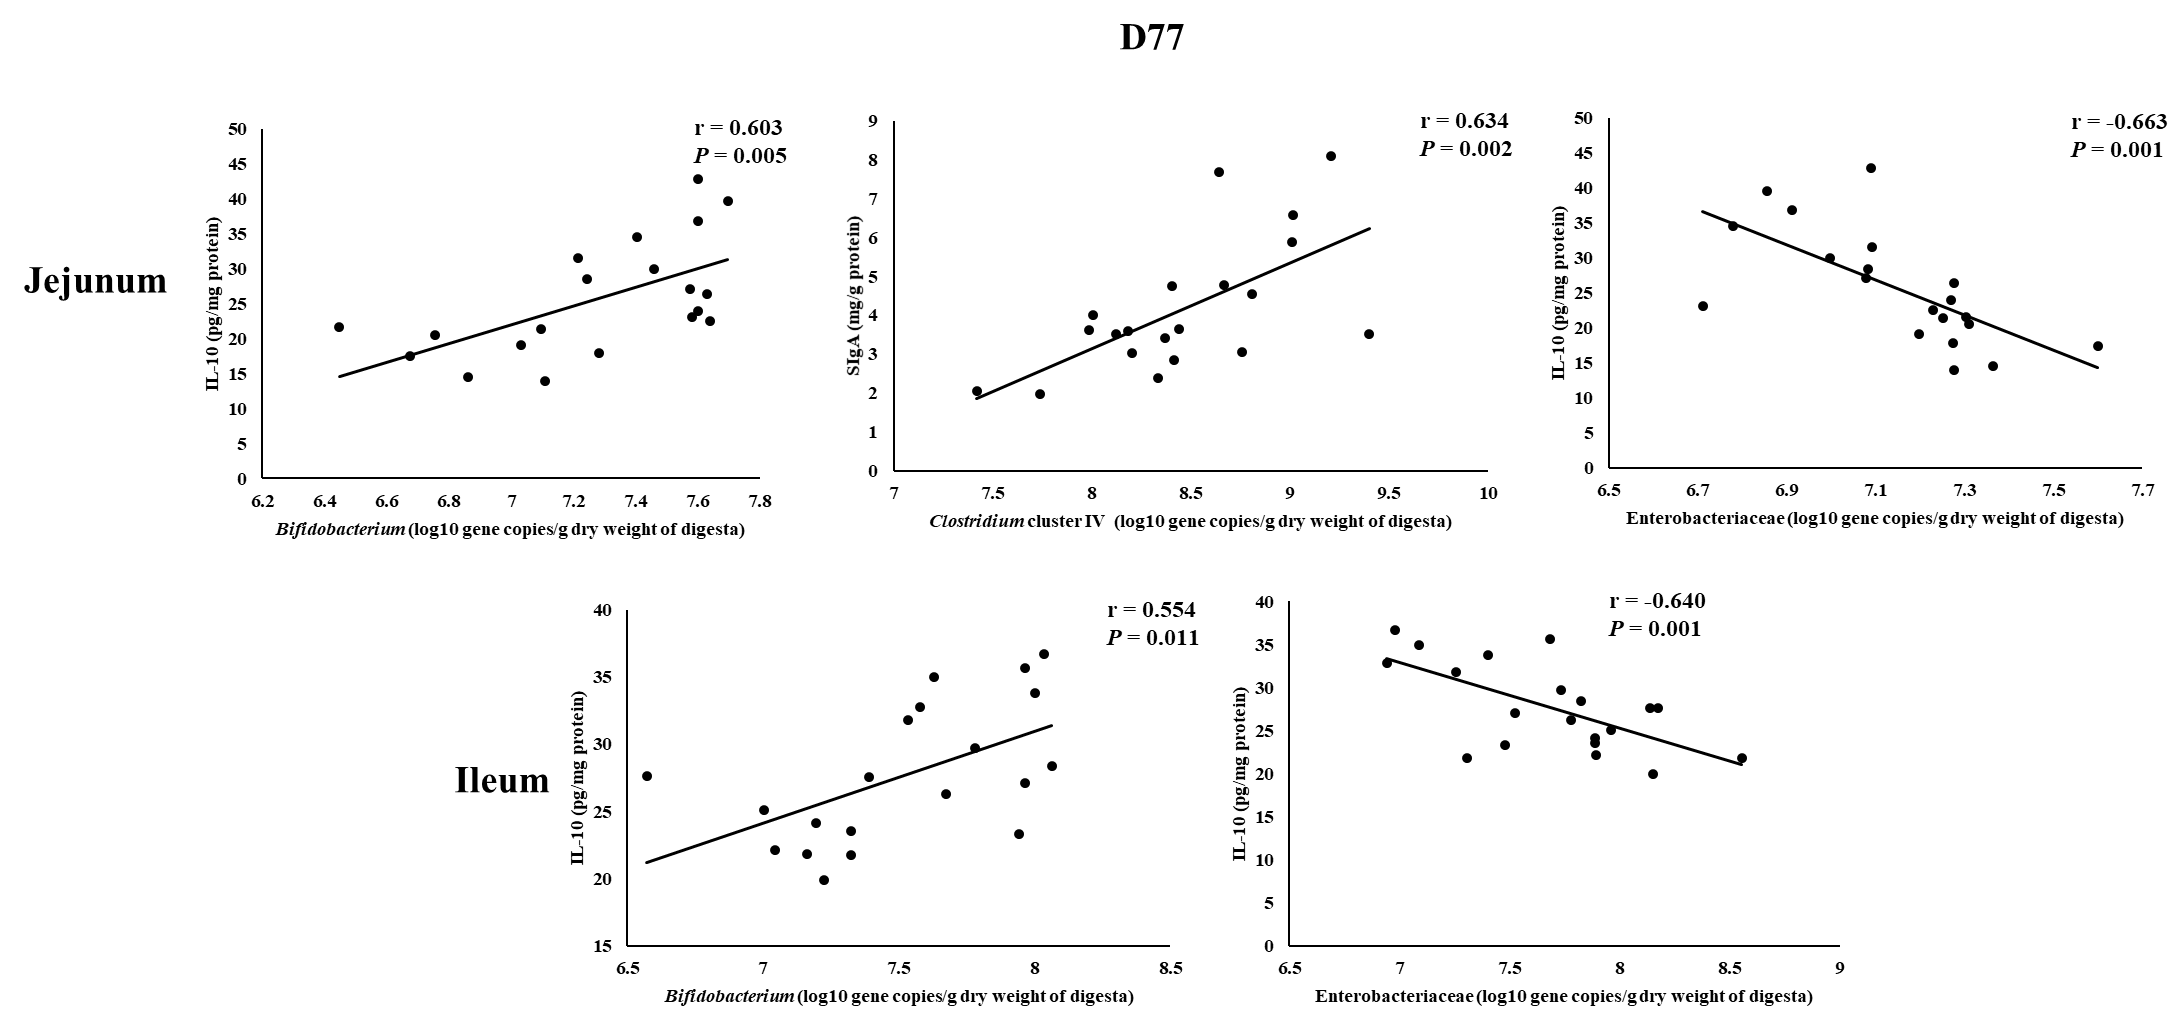 D77
Jejunum
r = 0.603
P = 0.005
50
45
40
35
30
25
20
15
10
5
0
IL-10 (pg/mg protein)
6.2 6.4 6.6 6.8 7 7.2 7.4 7.6 7.8
Bifidobacterium (log10 gene copies/g dry weight of digesta)
r = 0.634
P = 0.002
9
8
7
6
5
4
3
2
1
0
SIgA (mg/g protein)
7 7.5 8 8.5 9 9.5 10
Clostridium cluster IV (log10 gene copies/g dry weight of digesta)
r = -0.663
P = 0.001
50
45
40
35
30
25
20
15
10
5
0
IL-10 (pg/mg protein)
6.5 6.7 6.9 7.1 7.3 7.5 7.7
Enterobacteriaceae (log10 gene copies/g dry weight of digesta)
Ileum
r = 0.554
P = 0.011
40
35
30
25
20
15
IL-10 (pg/mg protein)
6.5 7 7.5 8 8.5
Bifidobacterium (log10 gene copies/g dry weight of digesta)
r = -0.640
P = 0.001
40
35
30
25
20
15
10
5
0
IL-10 (pg/mg protein)
6.5 7 7.5 8 8.5 9
Enterobacteriaceae (log10 gene copies/g dry weight of digesta)